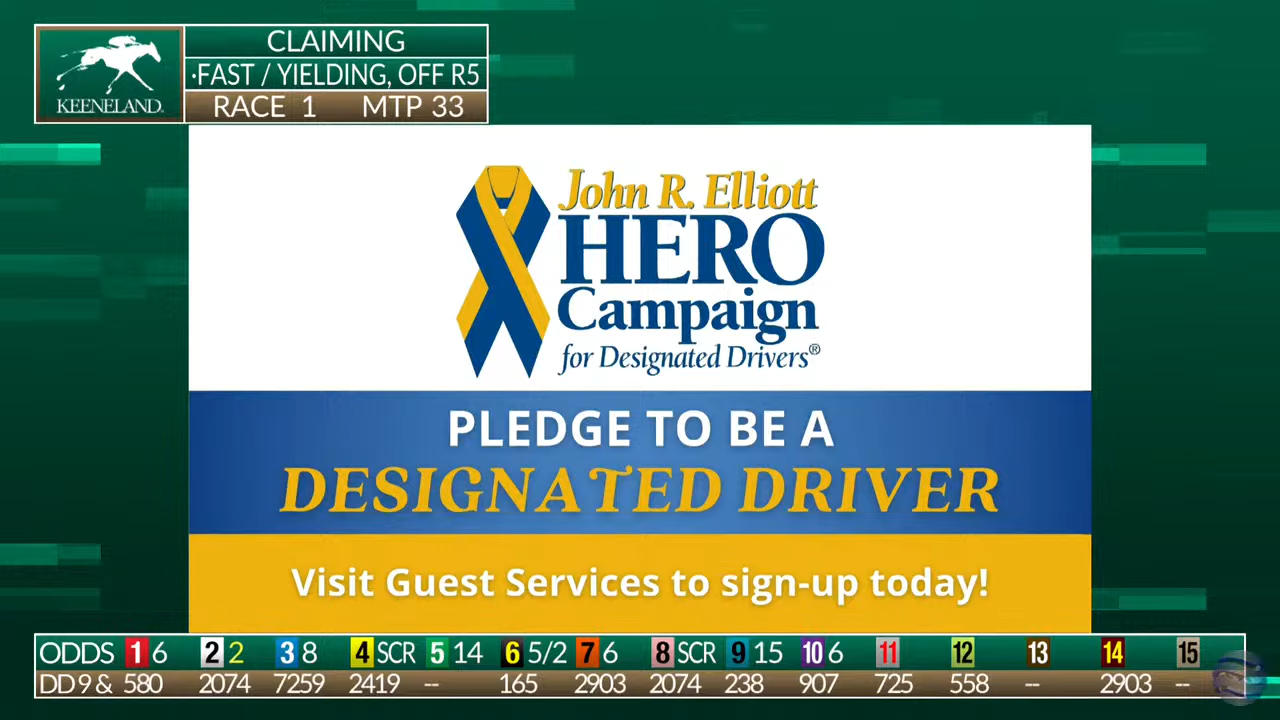 KEENELAND.
CLAIMING
·FAST / YIELDING, OFF R5
RACE 1 MTP 33
John R. Elliott
HERO
Campaign
for Designated Drivers®
PLEDGE TO BE A
DESIGNATED DRIVER
Visit Guest Services to sign-up today!
ODDS 1 6 2 2 3 8 4 SCR 5 14 6 5/2 7 6 8 SCR 9 15 10 6 11 12 13 14 15
DD 9 & 580 2074 7259 2419 -- 165 2903 2074 238 907 725 558 -- 2903 --